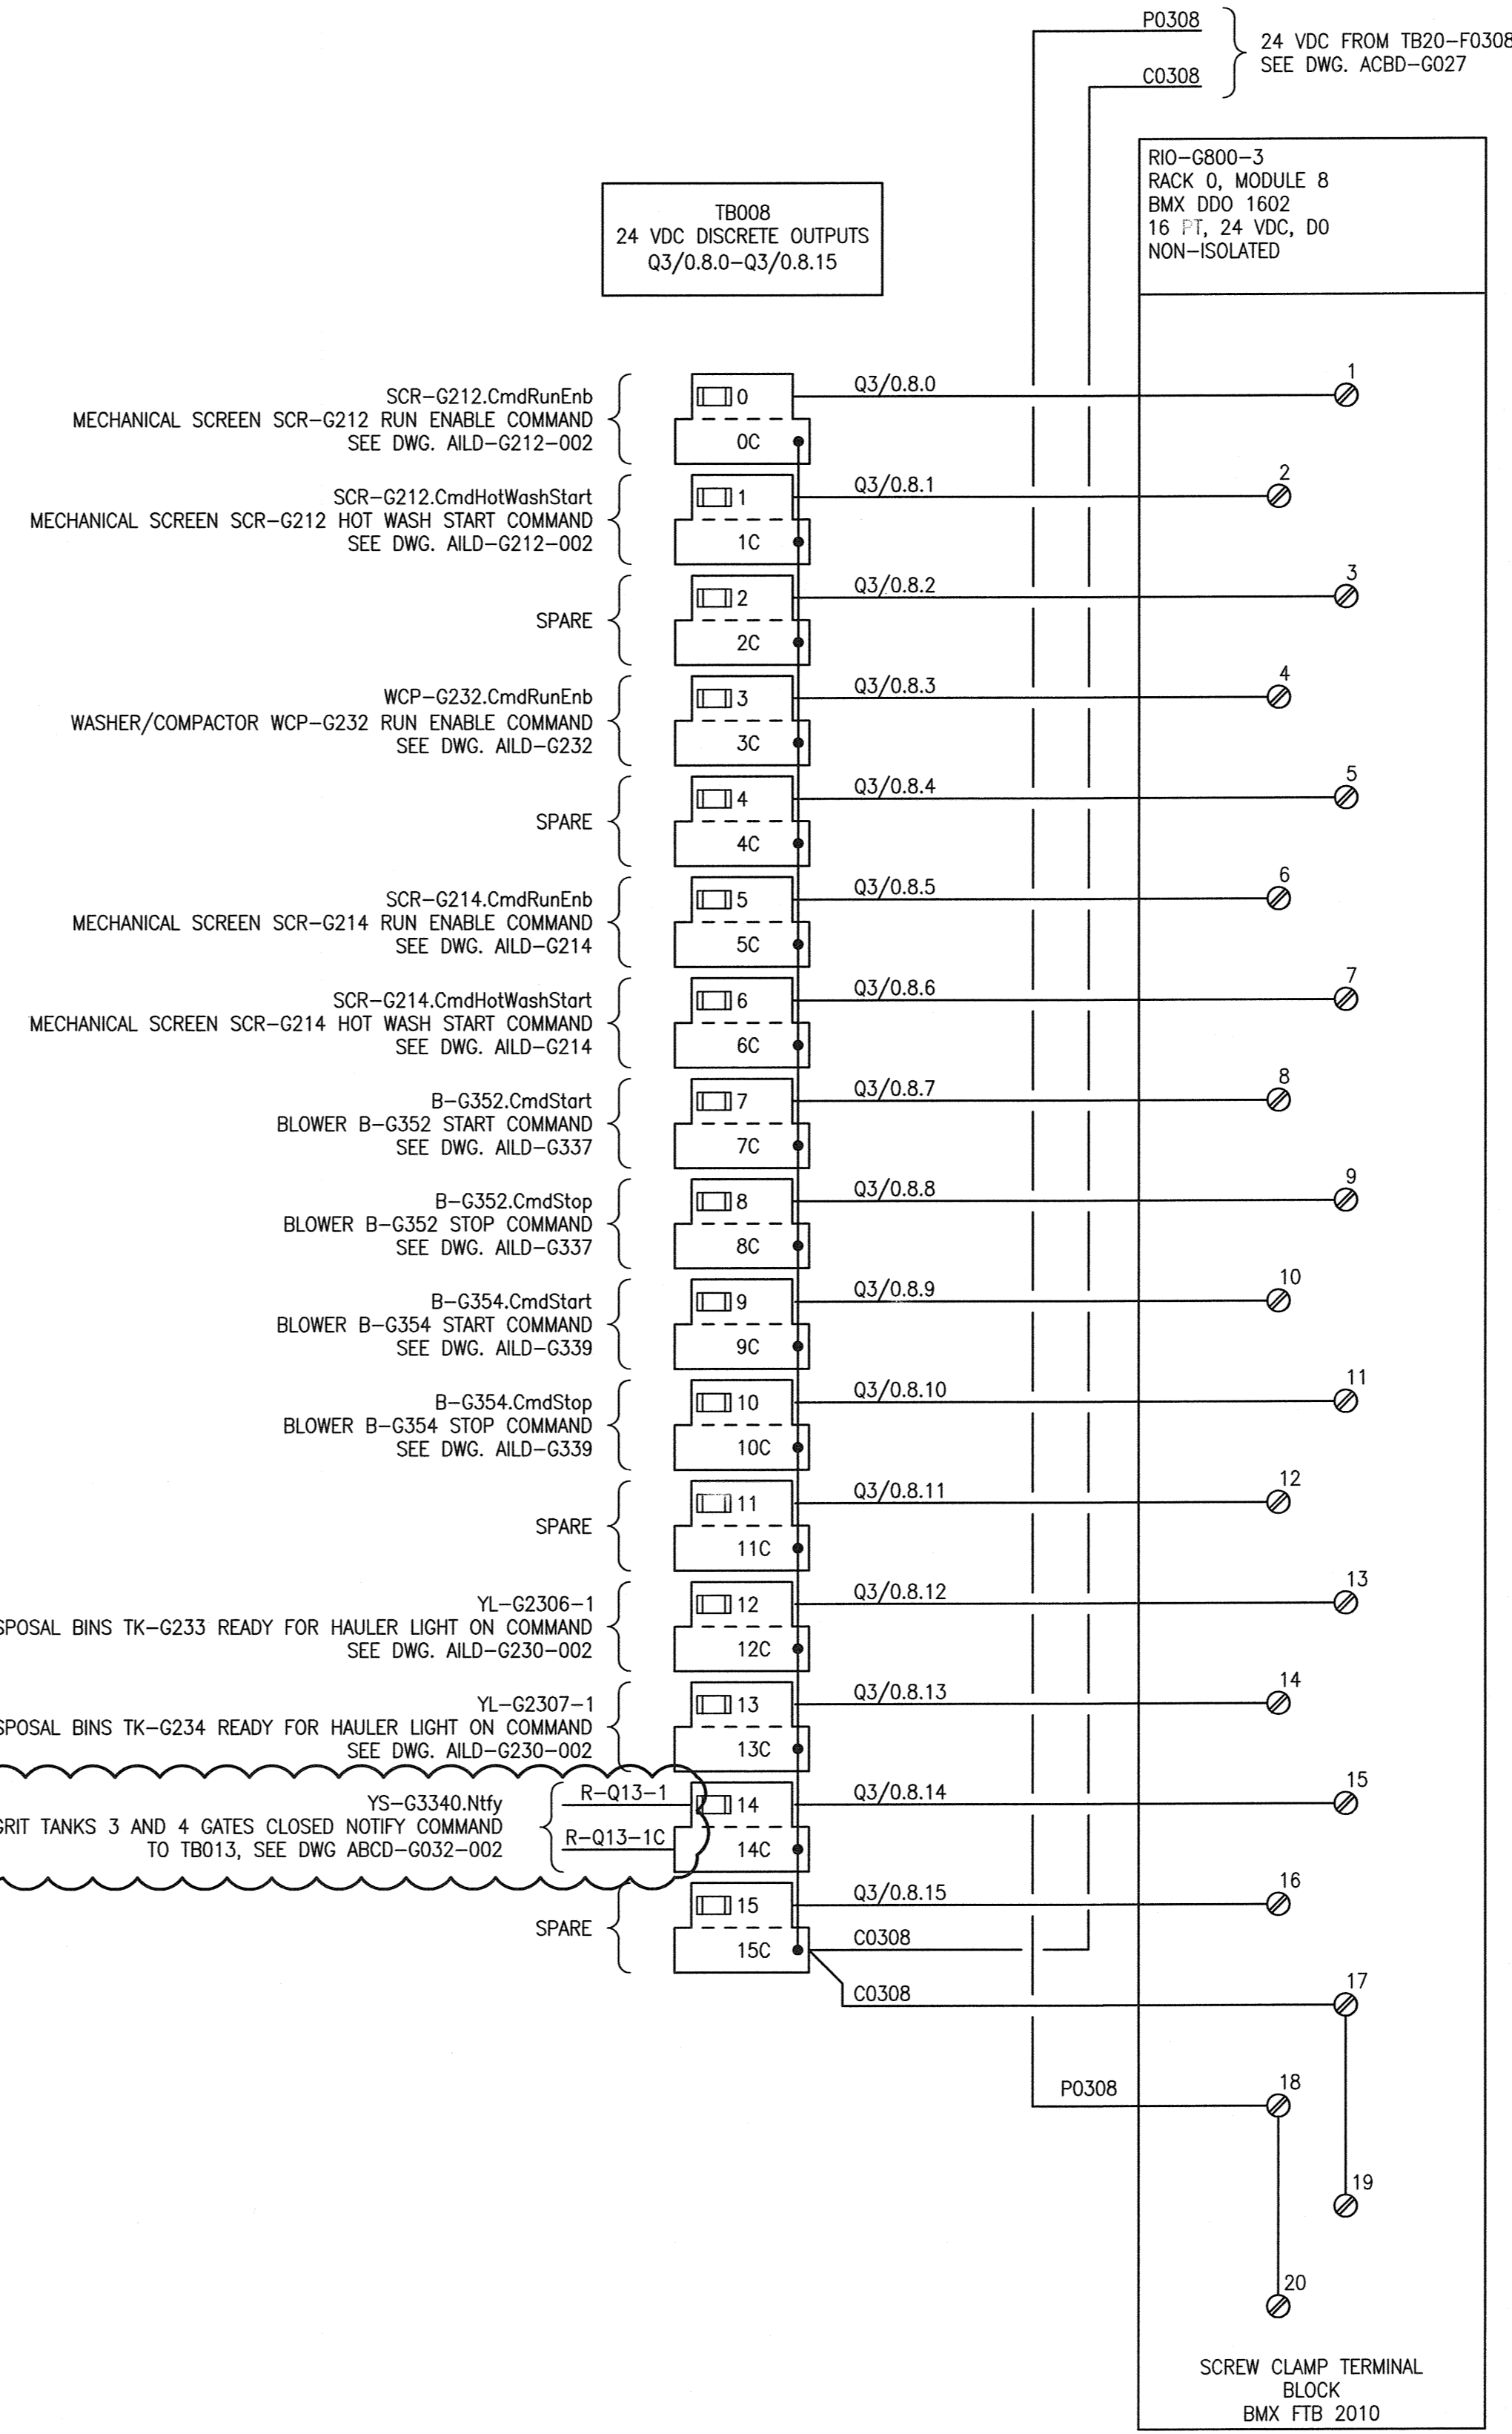 P0308
24 VDC FROM TB20-F0308
C0308
SEE DWG. ACBD-G027
RIO-G800-3
RACK 0, MODULE 8
BMX DDO 1602
16 PT, 24 VDC, DO
NON-ISOLATED
TB008
24 VDC DISCRETE OUTPUTS
Q3/0.8.0-Q3/0.8.15
SCR-G212.CmdRunEnb
MECHANICAL SCREEN SCR-G212 RUN ENABLE COMMAND
SEE DWG. AILD-G212-002
0
0C
Q3/0.8.0
1
SCR-G212.CmdHotWashStart
MECHANICAL SCREEN SCR-G212 HOT WASH START COMMAND
SEE DWG. AILD-G212-002
1
1C
Q3/0.8.1
2
SPARE
2
2C
Q3/0.8.2
3
WCP-G232.CmdRunEnb
WASHER/COMPACTOR WCP-G232 RUN ENABLE COMMAND
SEE DWG. AILD-G232
3
3C
Q3/0.8.3
4
SPARE
4
4C
Q3/0.8.4
5
SCR-G214.CmdRunEnb
MECHANICAL SCREEN SCR-G214 RUN ENABLE COMMAND
SEE DWG. AILD-G214
5
5C
Q3/0.8.5
6
SCR-G214.CmdHotWashStart
MECHANICAL SCREEN SCR-G214 HOT WASH START COMMAND
SEE DWG. AILD-G214
6
6C
Q3/0.8.6
7
B-G352.CmdStart
BLOWER B-G352 START COMMAND
SEE DWG. AILD-G337
7
7C
Q3/0.8.7
8
B-G352.CmdStop
BLOWER B-G352 STOP COMMAND
SEE DWG. AILD-G337
8
8C
Q3/0.8.8
9
B-G354.CmdStart
BLOWER B-G354 START COMMAND
SEE DWG. AILD-G339
9
9C
Q3/0.8.9
10
B-G354.CmdStop
BLOWER B-G354 STOP COMMAND
SEE DWG. AILD-G339
10
10C
Q3/0.8.10
11
SPARE
11
11C
Q3/0.8.11
12
YL-G2306-1
SPOSAL BINS TK-G233 READY FOR HAULER LIGHT ON COMMAND
SEE DWG. AILD-G230-002
12
12C
Q3/0.8.12
13
YL-G2307-1
SPOSAL BINS TK-G234 READY FOR HAULER LIGHT ON COMMAND
SEE DWG. AILD-G230-002
13
13C
Q3/0.8.13
14
YS-G3340.Ntfy
GRIT TANKS 3 AND 4 GATES CLOSED NOTIFY COMMAND
TO TB013, SEE DWG ABCD-G032-002
R-Q13-1
R-Q13-1C
14
14C
Q3/0.8.14
15
SPARE
15
15C
Q3/0.8.15
16
C0308
C0308
17
P0308
18
19
20
SCREW CLAMP TERMINAL
BLOCK
BMX FTB 2010